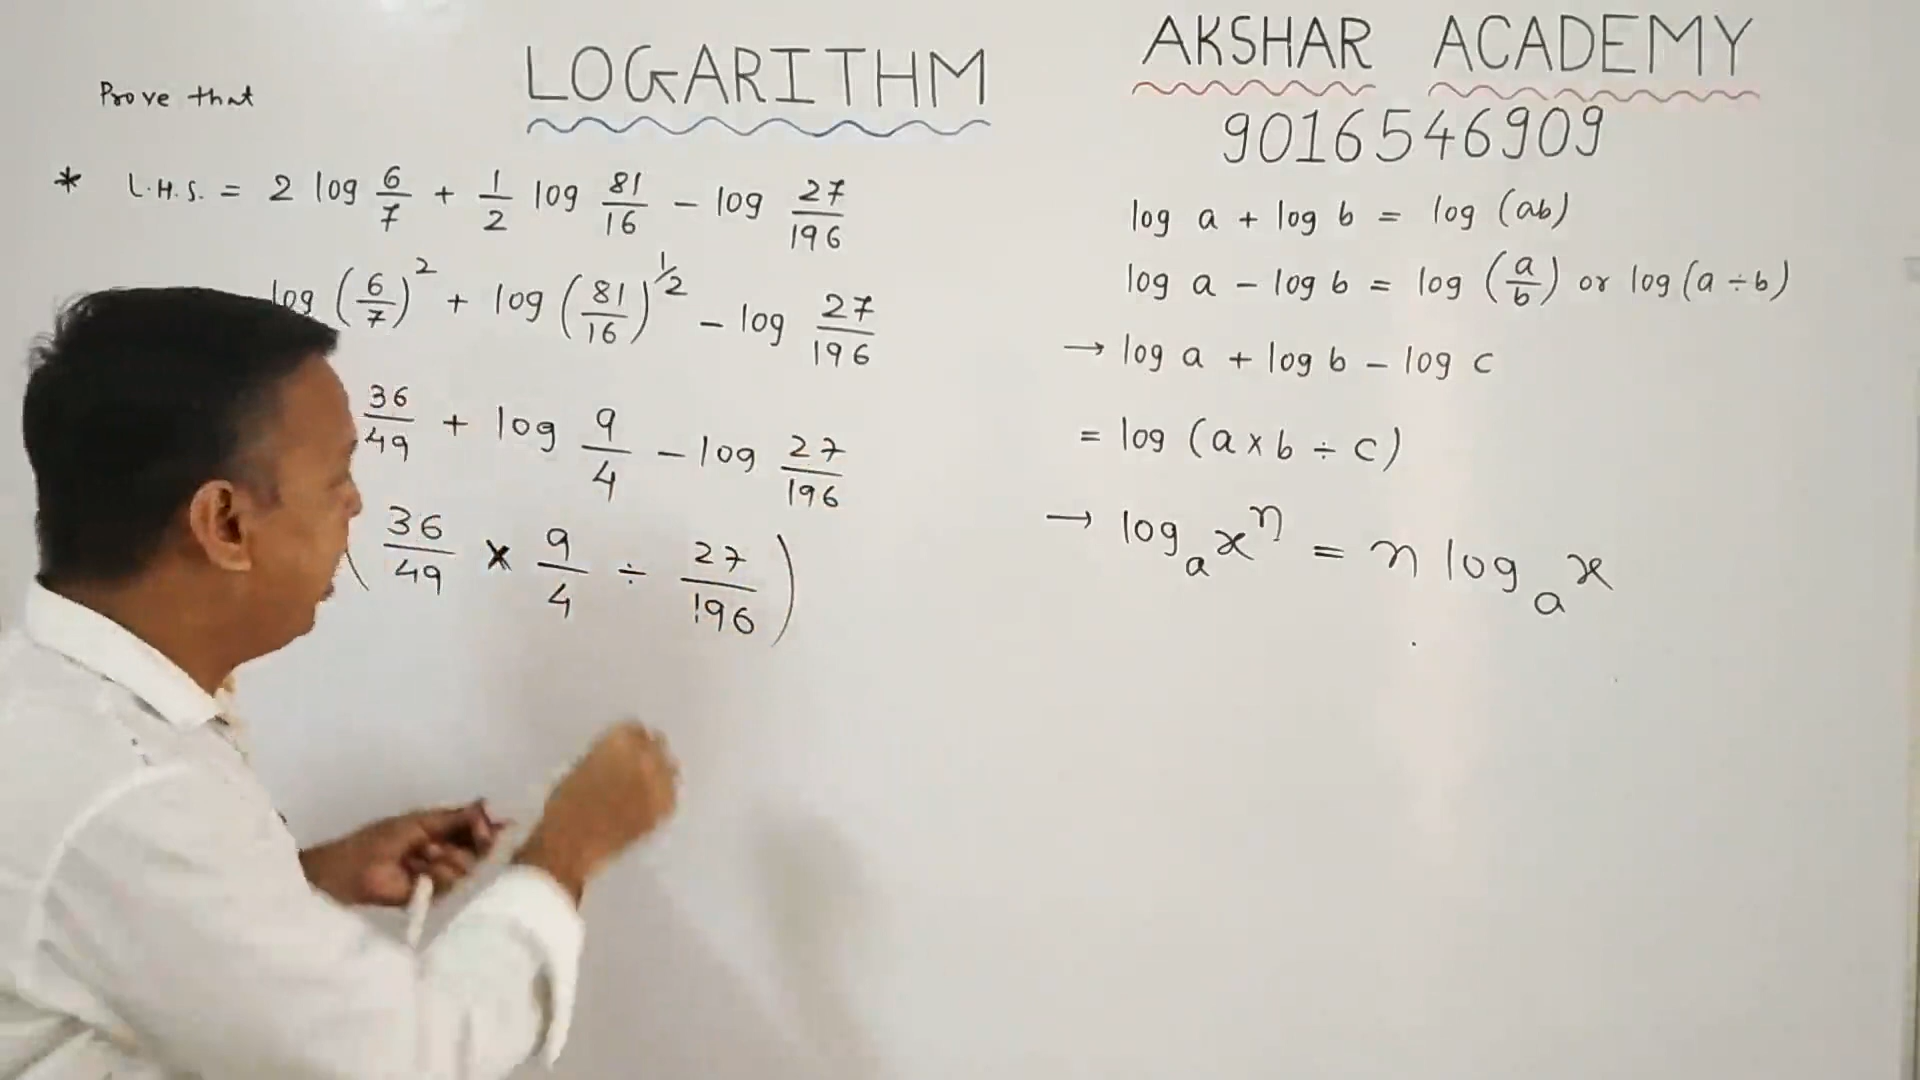 LOGARITHM
AKSHAR ACADEMY
9016546909
Prove that
* L.H.S. = 2 log 6/7 + 1/2 log 81/16 - log 27/196
log (6/7)^2 + log (81/16)^1/2 - log 27/196
36/49 + log 9/4 - log 27/196
( 36/49 × 9/4 ÷ 27/196 )
log a + log b = log (ab)
log a - log b = log (a/b) or log (a ÷ b)
→ log a + log b - log c
= log (a × b ÷ c)
→ log_a x^n = n log_a x